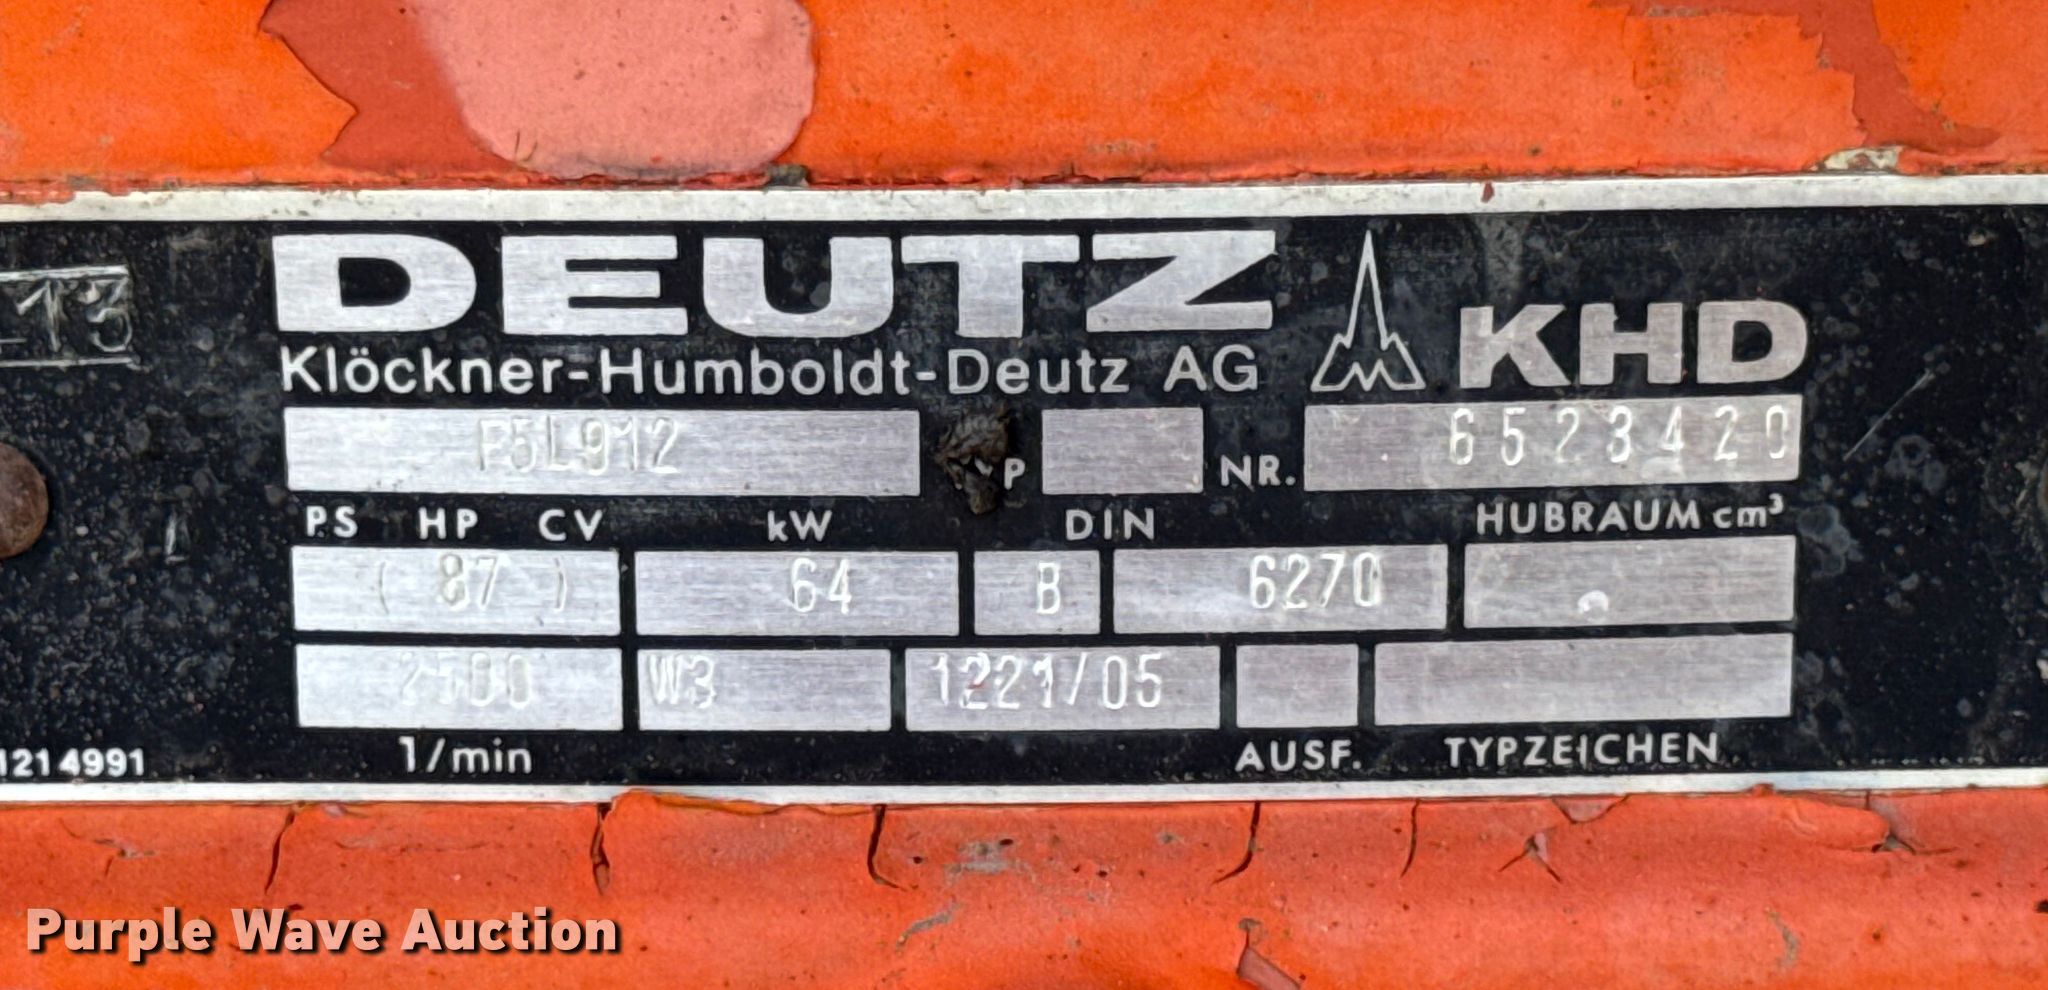 13
DEUTZ
KHD
Klöckner-Humboldt-Deutz AG
F5L912
P
NR.
6523420
PS HP CV kW DIN HUBRAUM cm³
( 87 ) 64 B 6270
2500 W3 1221/05
1/min AUSF. TYPZEICHEN
1214991
Purple Wave Auction